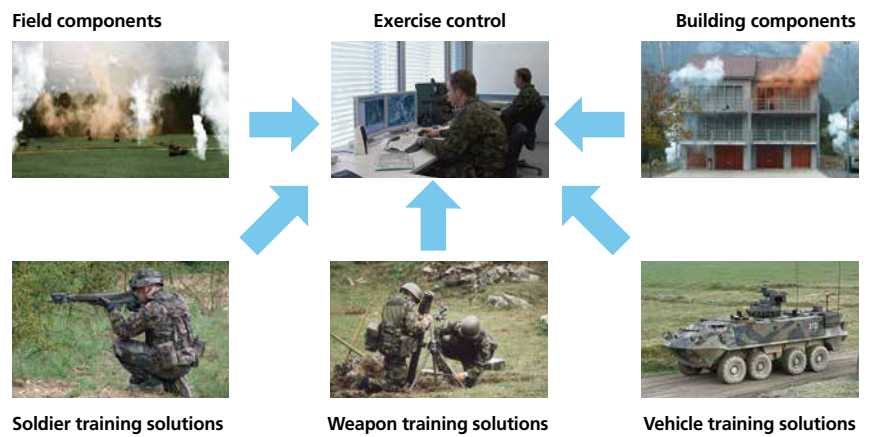 Field components
Exercise control
Building components
Soldier training solutions
Weapon training solutions
Vehicle training solutions